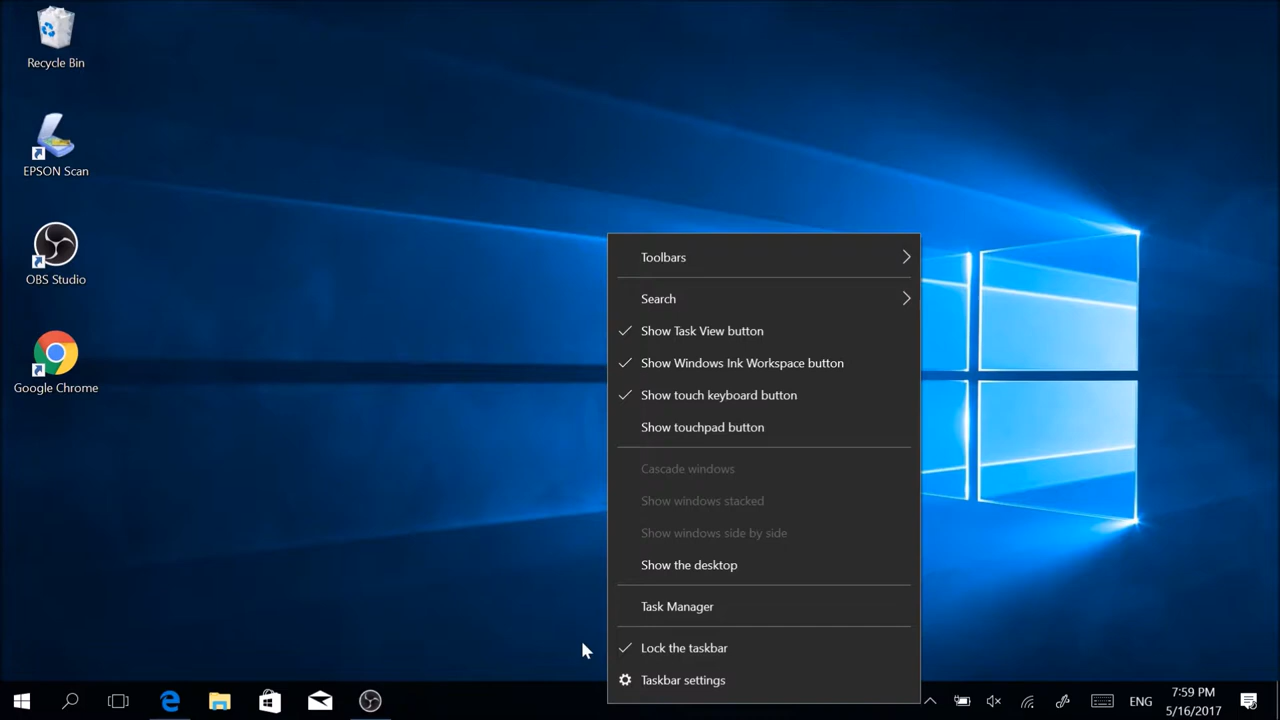 Recycle Bin
EPSON Scan
OBS Studio
Google Chrome
Toolbars
Search
Show Task View button
Show Windows Ink Workspace button
Show touch keyboard button
Show touchpad button
Cascade windows
Show windows stacked
Show windows side by side
Show the desktop
Task Manager
Lock the taskbar
Taskbar settings
ENG
7:59 PM
5/16/2017